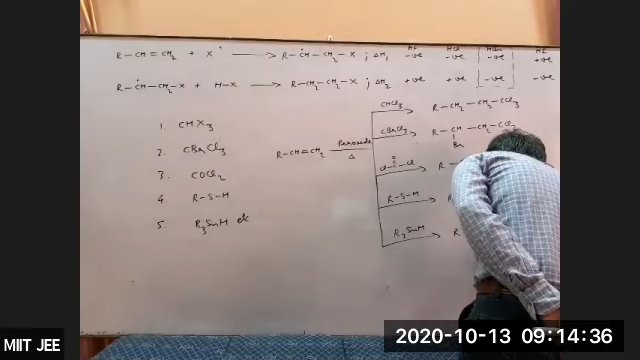 HF HCl HBr HI
R-CH=CH₂ + X• ⟶ R-ĊH-CH₂-X ; ΔH₁ -ve -ve -ve +ve
R-ĊH-CH₂-X + H-X ⟶ R-CH₂-CH₂-X ; ΔH₂ +ve +ve -ve -ve
1. CHX₃
2. CBrCl₃
3. COCl₂
4. R-S-H
5. R₃SnH etc
R-CH=CH₂ Peroxide Δ
CHCl₃ R-CH₂-CH₂-CCl₃
CBrCl₃ R-CH-CH₂-CCl₃
Br
Cl-C-Cl R
O
R-S-H
R₃SnH R
MIIT JEE
2020-10-13 09:14:36